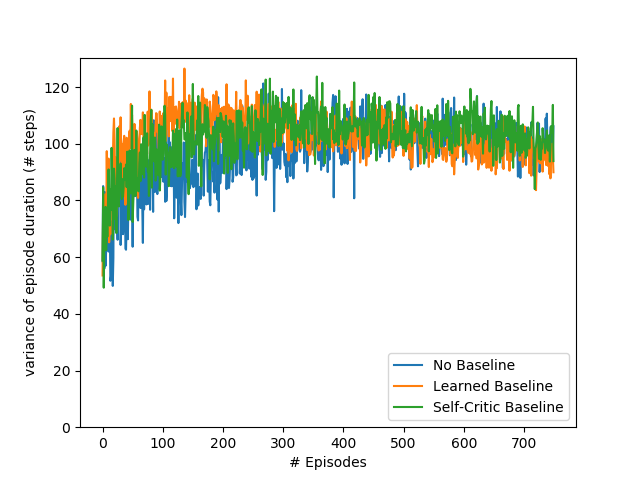 variance of episode duration (# steps)
120
100
80
60
40
20
0
0 100 200 300 400 500 600 700
# Episodes
No Baseline
Learned Baseline
Self-Critic Baseline